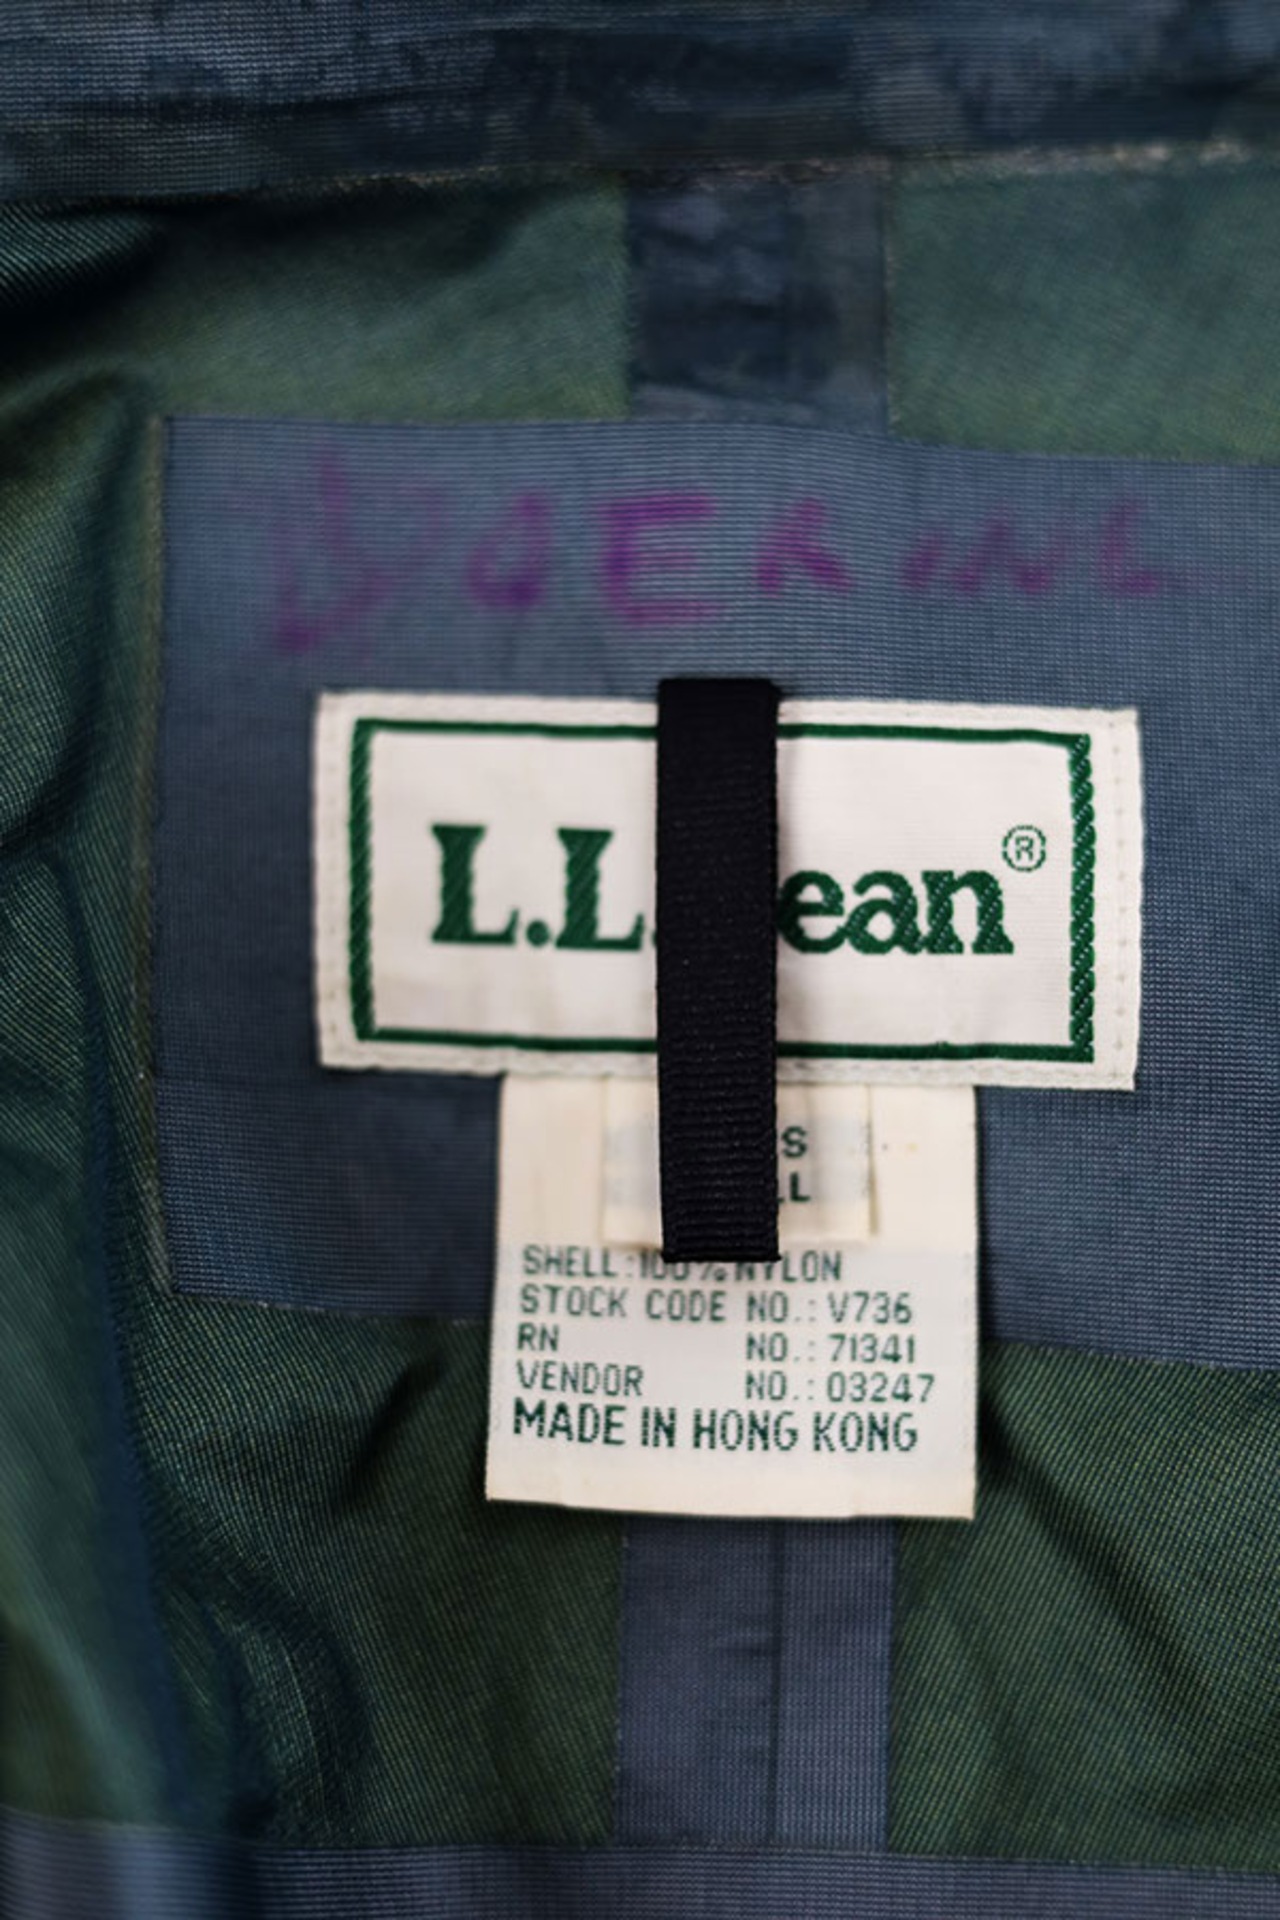 L.L.Bean®
SHELL:100% NYLON
STOCK CODE NO.: V736
RN NO.: 71341
VENDOR NO.: 03247
MADE IN HONG KONG